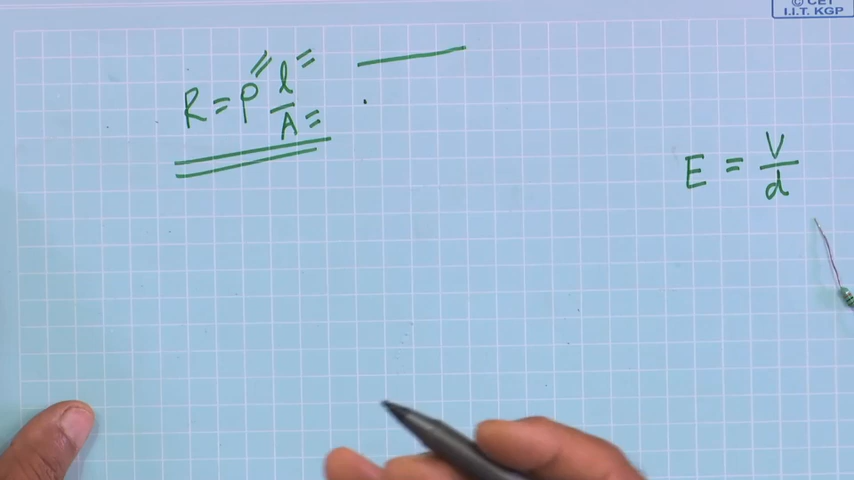 © CET
I.I.T. KGP
R = ρ l/A
E = V/d